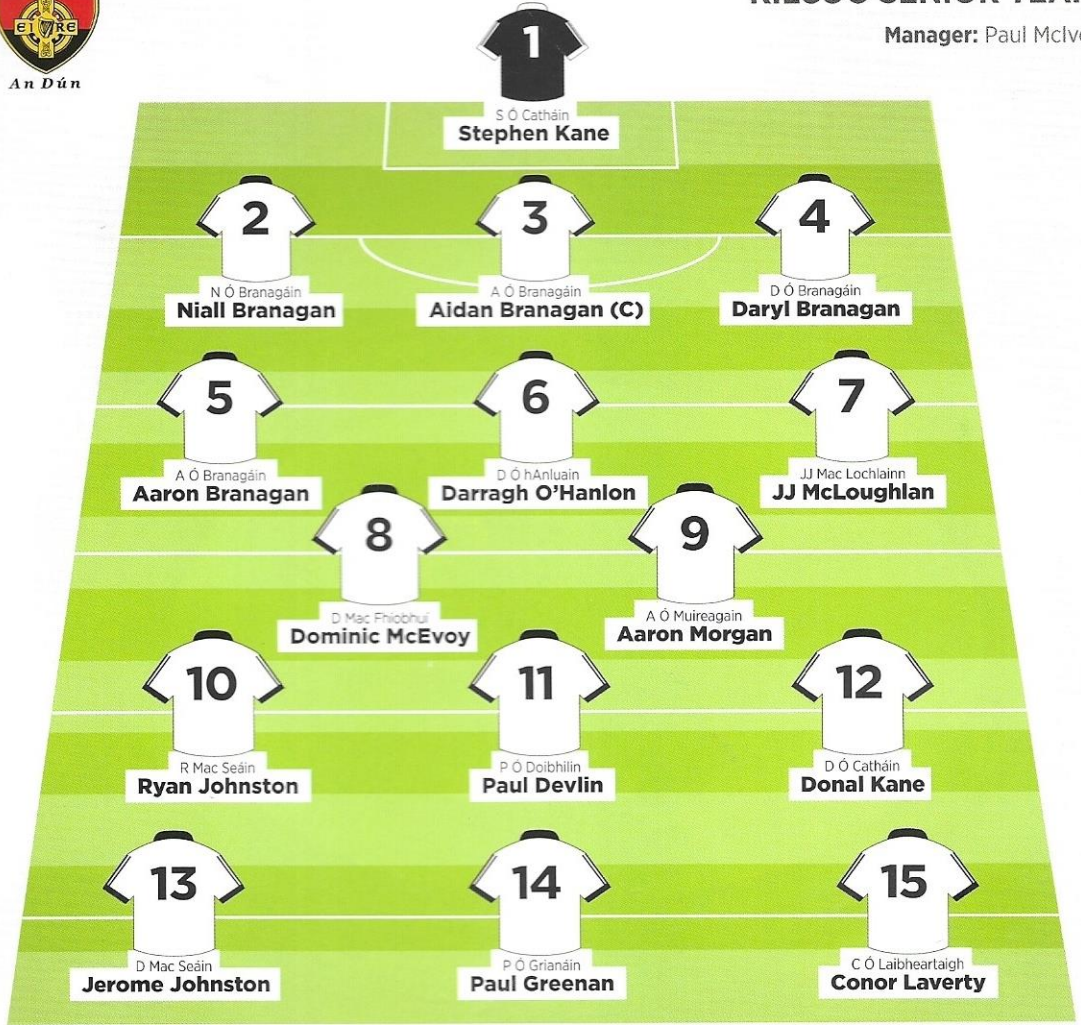 EIRE
An Dún
Manager: Paul
1
S Ó Catháin
Stephen Kane
2
3
4
N Ó Branagáin
Niall Branagan
A Ó Branagáin
Aidan Branagan (C)
D Ó Branagáin
Daryl Branagan
5
6
7
A Ó Branagáin
Aaron Branagan
D Ó hAnluain
Darragh O'Hanlon
JJ Mac Lochlainn
JJ McLoughlan
8
9
D Mac Fhíobhuí
Dominic McEvoy
A Ó Muireagain
Aaron Morgan
10
11
12
R Mac Seáin
Ryan Johnston
P Ó Doibhilin
Paul Devlin
D Ó Catháin
Donal Kane
13
14
15
D Mac Seáin
Jerome Johnston
P Ó Grianáin
Paul Greenan
C Ó Laibheartaigh
Conor Laverty